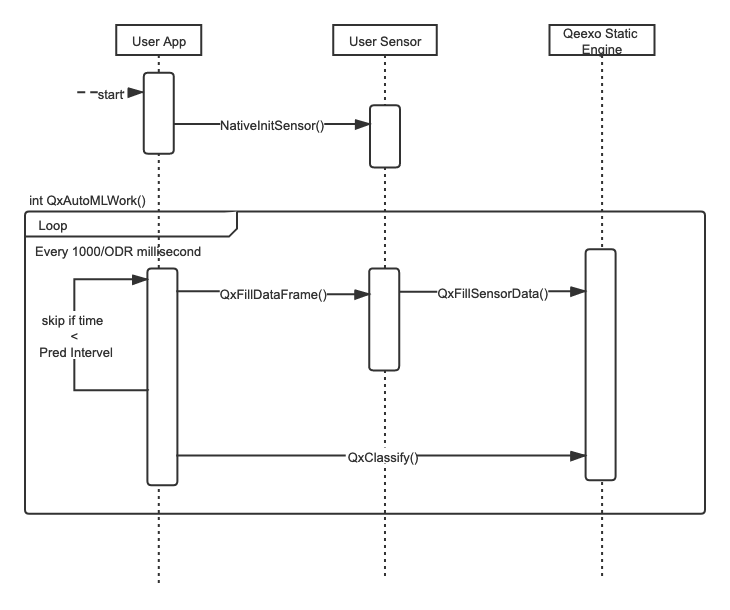 User App
User Sensor
Qeexo Static
Engine
start
NativeInitSensor()
int QxAutoMLWork()
Loop
Every 1000/ODR millisecond
QxFillDataFrame()
QxFillSensorData()
skip if time
<
Pred Intervel
QxClassify()